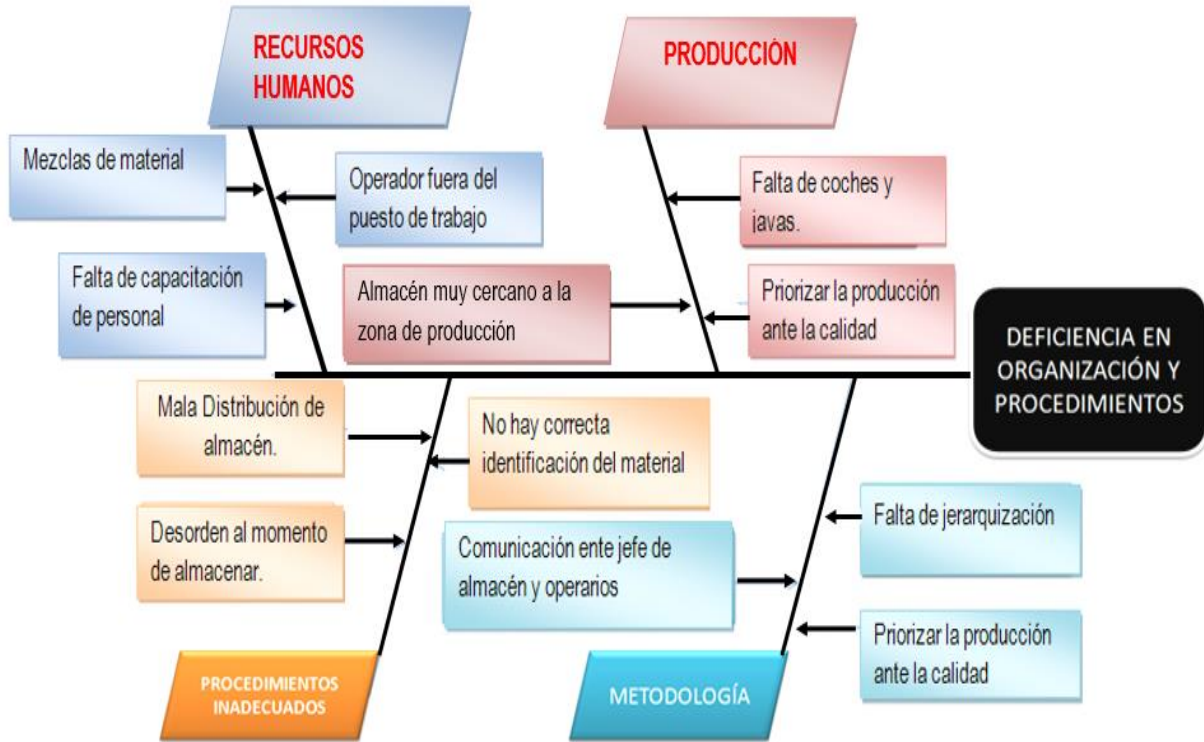 RECURSOS
HUMANOS
PRODUCCIÓN
Mezclas de material
Operador fuera del
puesto de trabajo
Falta de capacitación
de personal
Falta de coches y
javas.
Almacén muy cercano a la
zona de producción
Priorizar la producción
ante la calidad
DEFICIENCIA EN
ORGANIZACIÓN Y
PROCEDIMIENTOS
Mala Distribución de
almacén.
No hay correcta
identificación del material
Desorden al momento
de almacenar.
Comunicación ente jefe de
almacén y operarios
Falta de jerarquización
Priorizar la producción
ante la calidad
PROCEDIMIENTOS
INADECUADOS
METODOLOGÍA